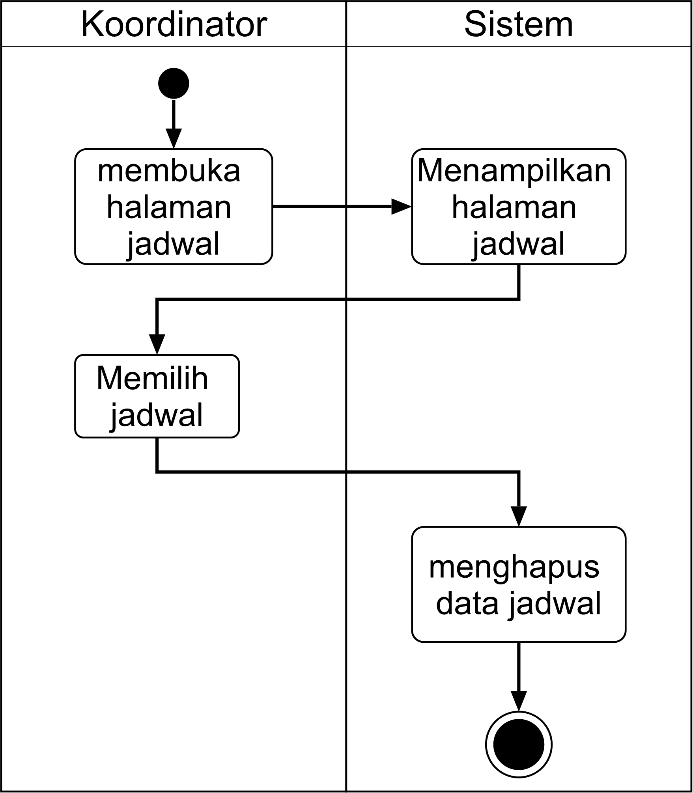 Koordinator
Sistem
membuka
halaman
jadwal
Menampilkan
halaman
jadwal
Memilih
jadwal
menghapus
data jadwal